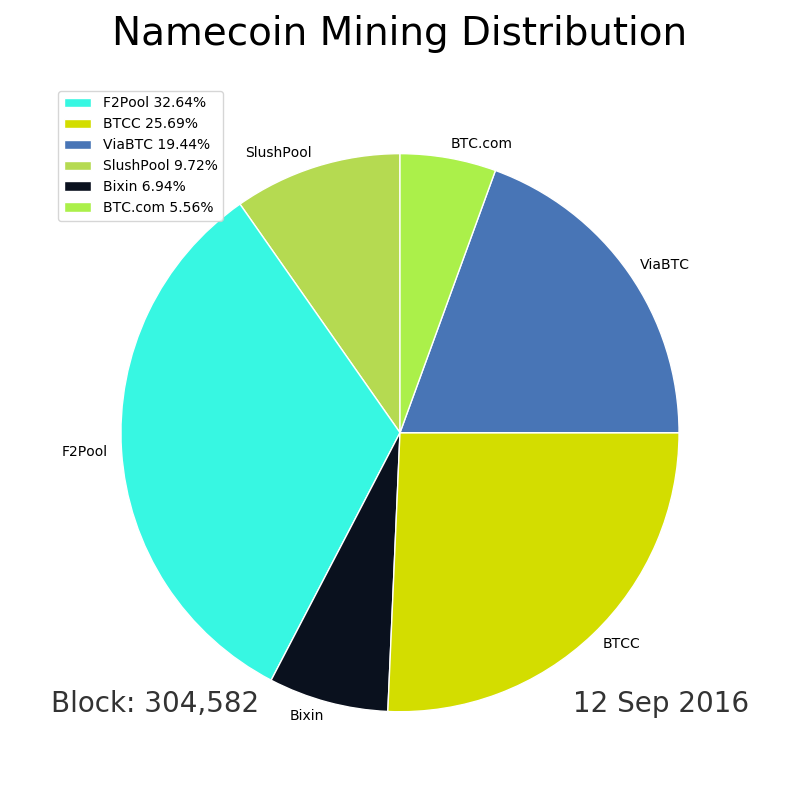 Namecoin Mining Distribution
F2Pool 32.64%
BTCC 25.69%
ViaBTC 19.44%
SlushPool 9.72%
Bixin 6.94%
BTC.com 5.56%
BTC.com
SlushPool
ViaBTC
F2Pool
BTCC
Block: 304,582
12 Sep 2016
Bixin